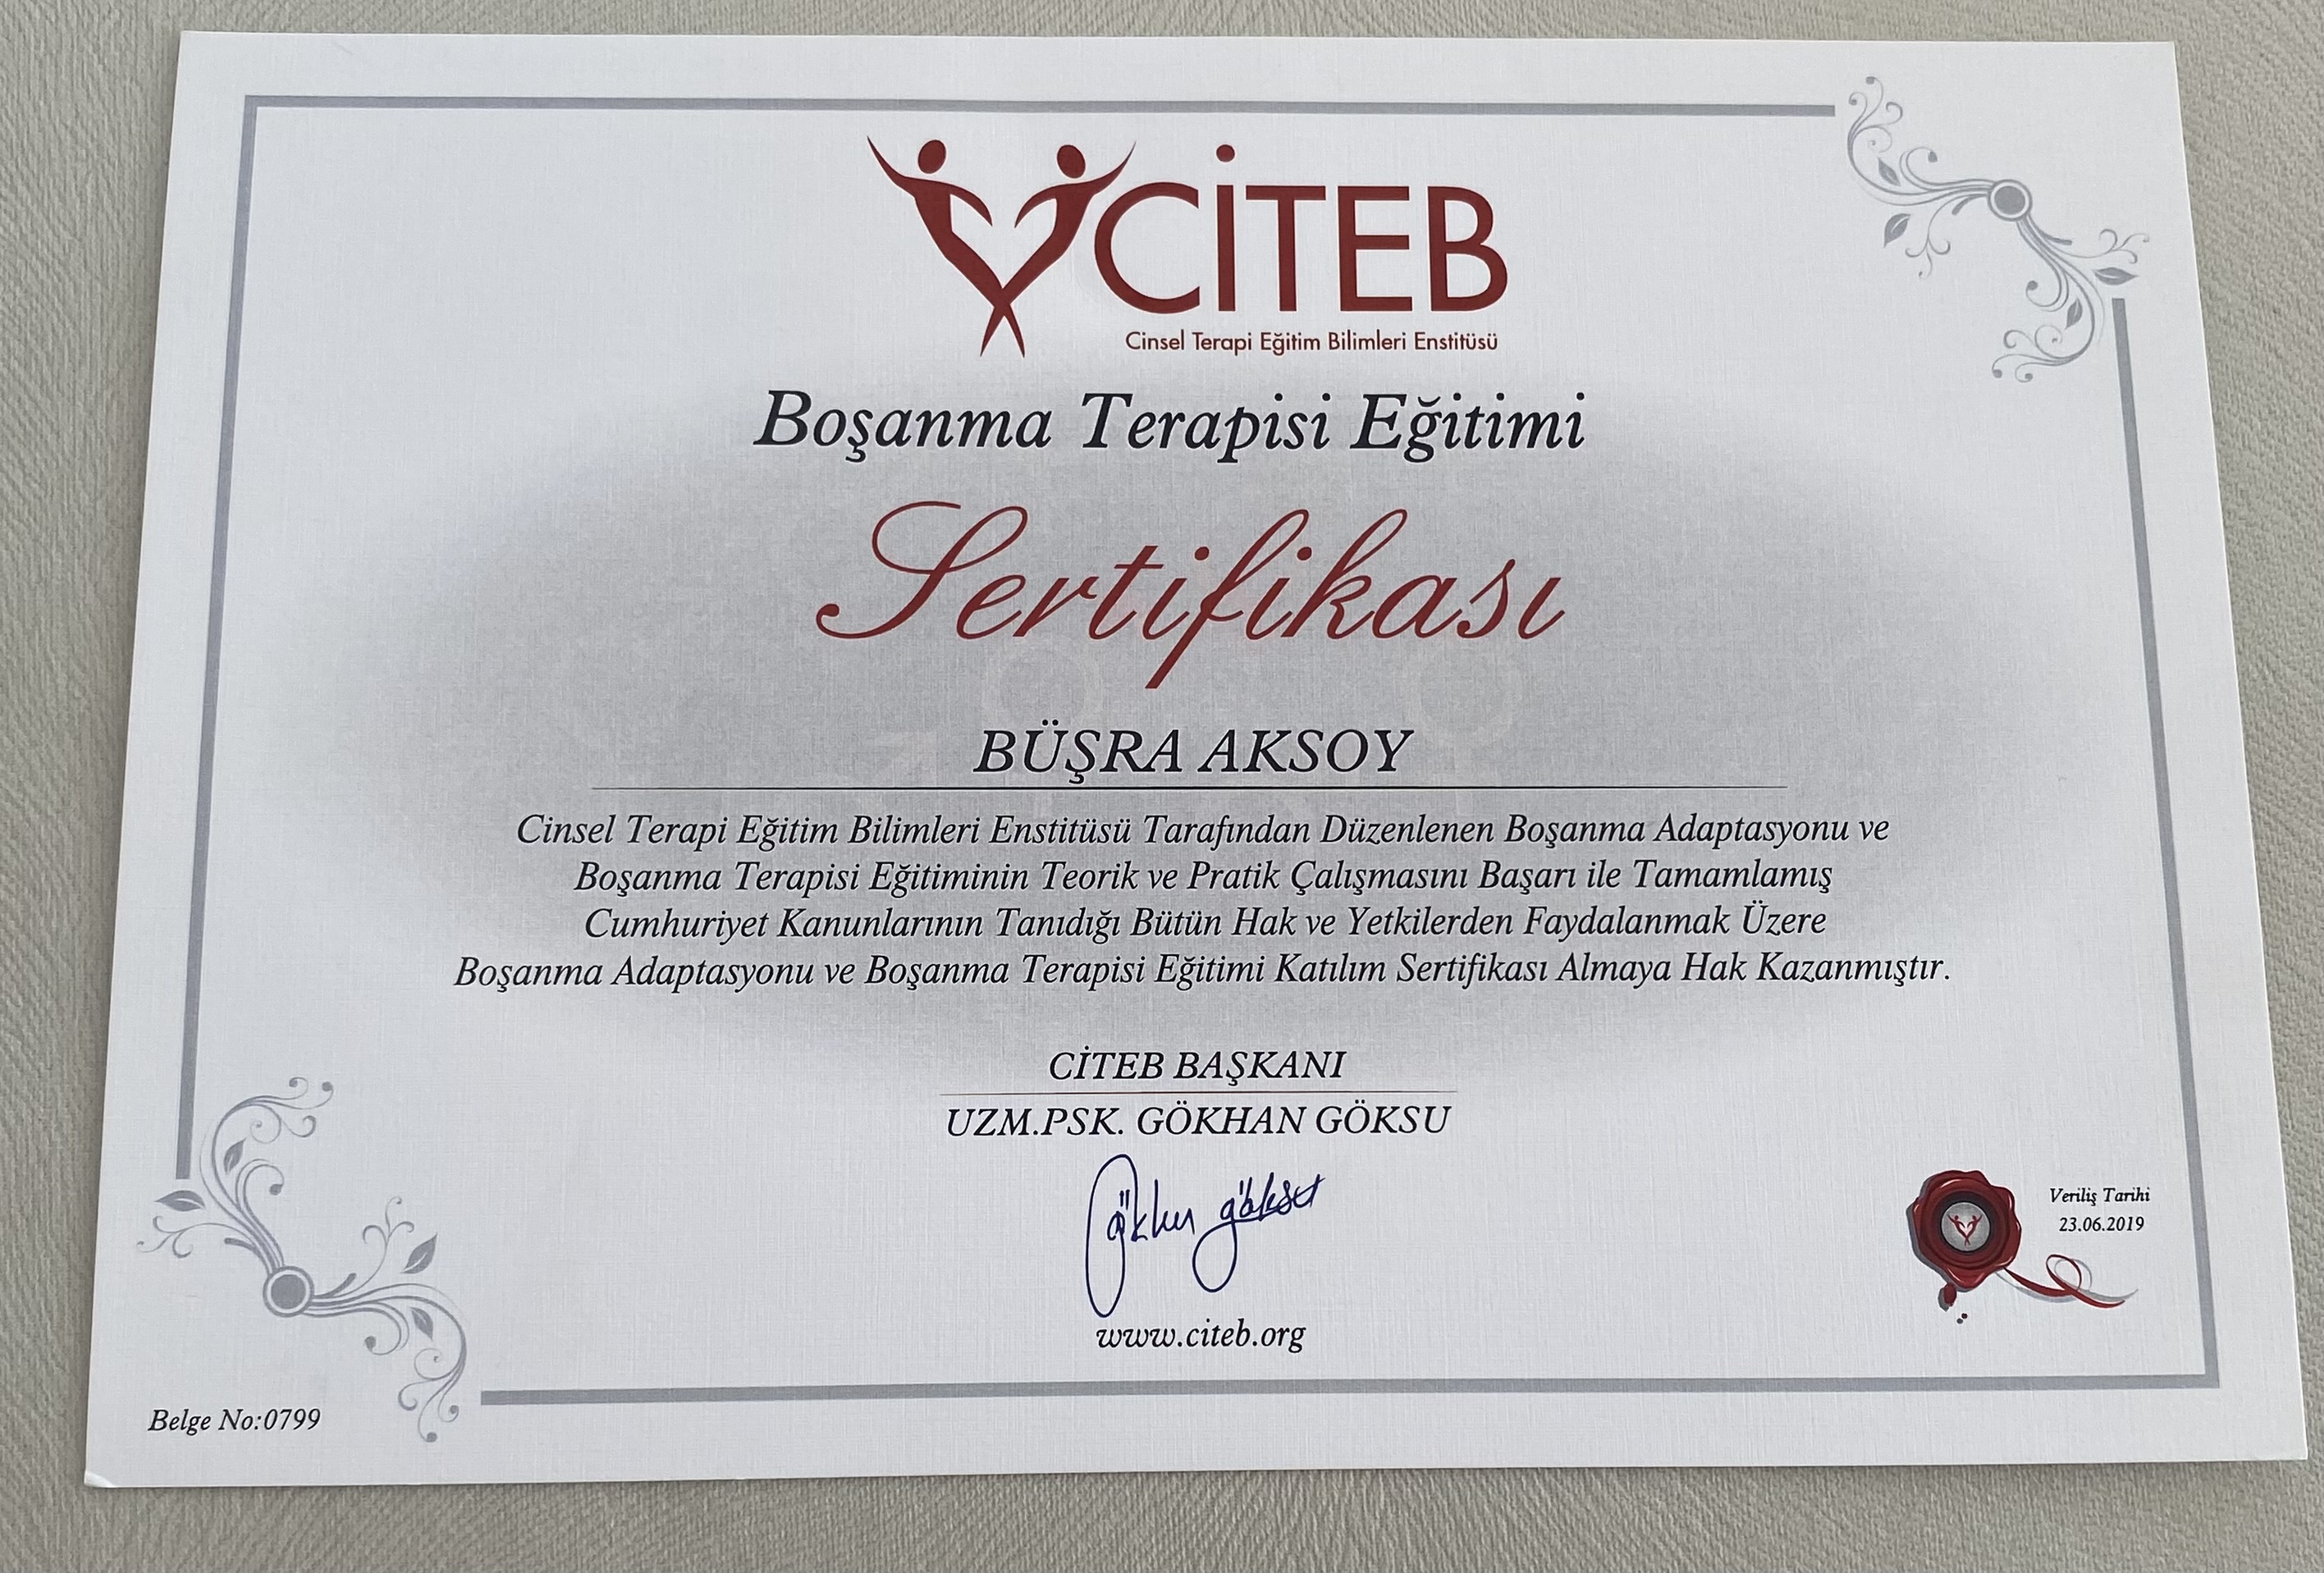 CİTEB
Cinsel Terapi Eğitim Bilimleri Enstitüsü
Boşanma Terapisi Eğitimi
Sertifikası
BÜŞRA AKSOY
Cinsel Terapi Eğitim Bilimleri Enstitüsü Tarafından Düzenlenen Boşanma Adaptasyonu ve
Boşanma Terapisi Eğitiminin Teorik ve Pratik Çalışmasını Başarı ile Tamamlamış
Cumhuriyet Kanunlarının Tanıdığı Bütün Hak ve Yetkilerden Faydalanmak Üzere
Boşanma Adaptasyonu ve Boşanma Terapisi Eğitimi Katılım Sertifikası Almaya Hak Kazanmıştır.
CİTEB BAŞKANI
UZM.PSK. GÖKHAN GÖKSU
Gökhan göksu
www.citeb.org
Veriliş Tarihi
23.06.2019
Belge No:0799